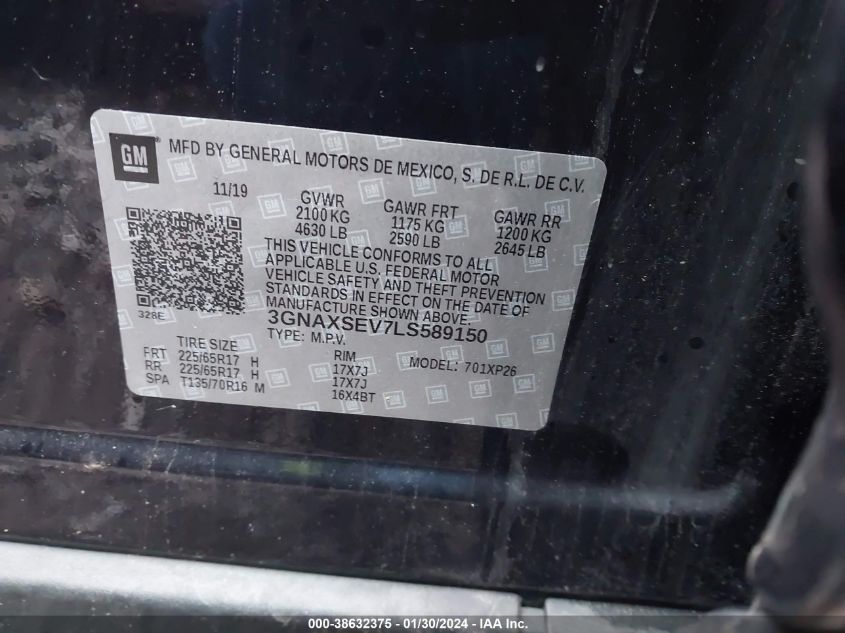 GM
MFD BY GENERAL MOTORS DE MEXICO, S. DE R.L. DE C.V.
11/19
GVWR GAWR FRT GAWR RR
2100 KG 1175 KG 1200 KG
4630 LB 2590 LB 2645 LB
THIS VEHICLE CONFORMS TO ALL
APPLICABLE U.S. FEDERAL MOTOR
VEHICLE SAFETY AND THEFT PREVENTION
STANDARDS IN EFFECT ON THE DATE OF
MANUFACTURE SHOWN ABOVE.
3GNAXSEV7LS589150
328E
TYPE: M.P.V.
MODEL: 701XP26
TIRE SIZE RIM
FRT 225/65R17 H 17X7J
RR 225/65R17 H 17X7J
SPA T135/70R16 M 16X4BT
000-38632375 - 01/30/2024 - IAA Inc.